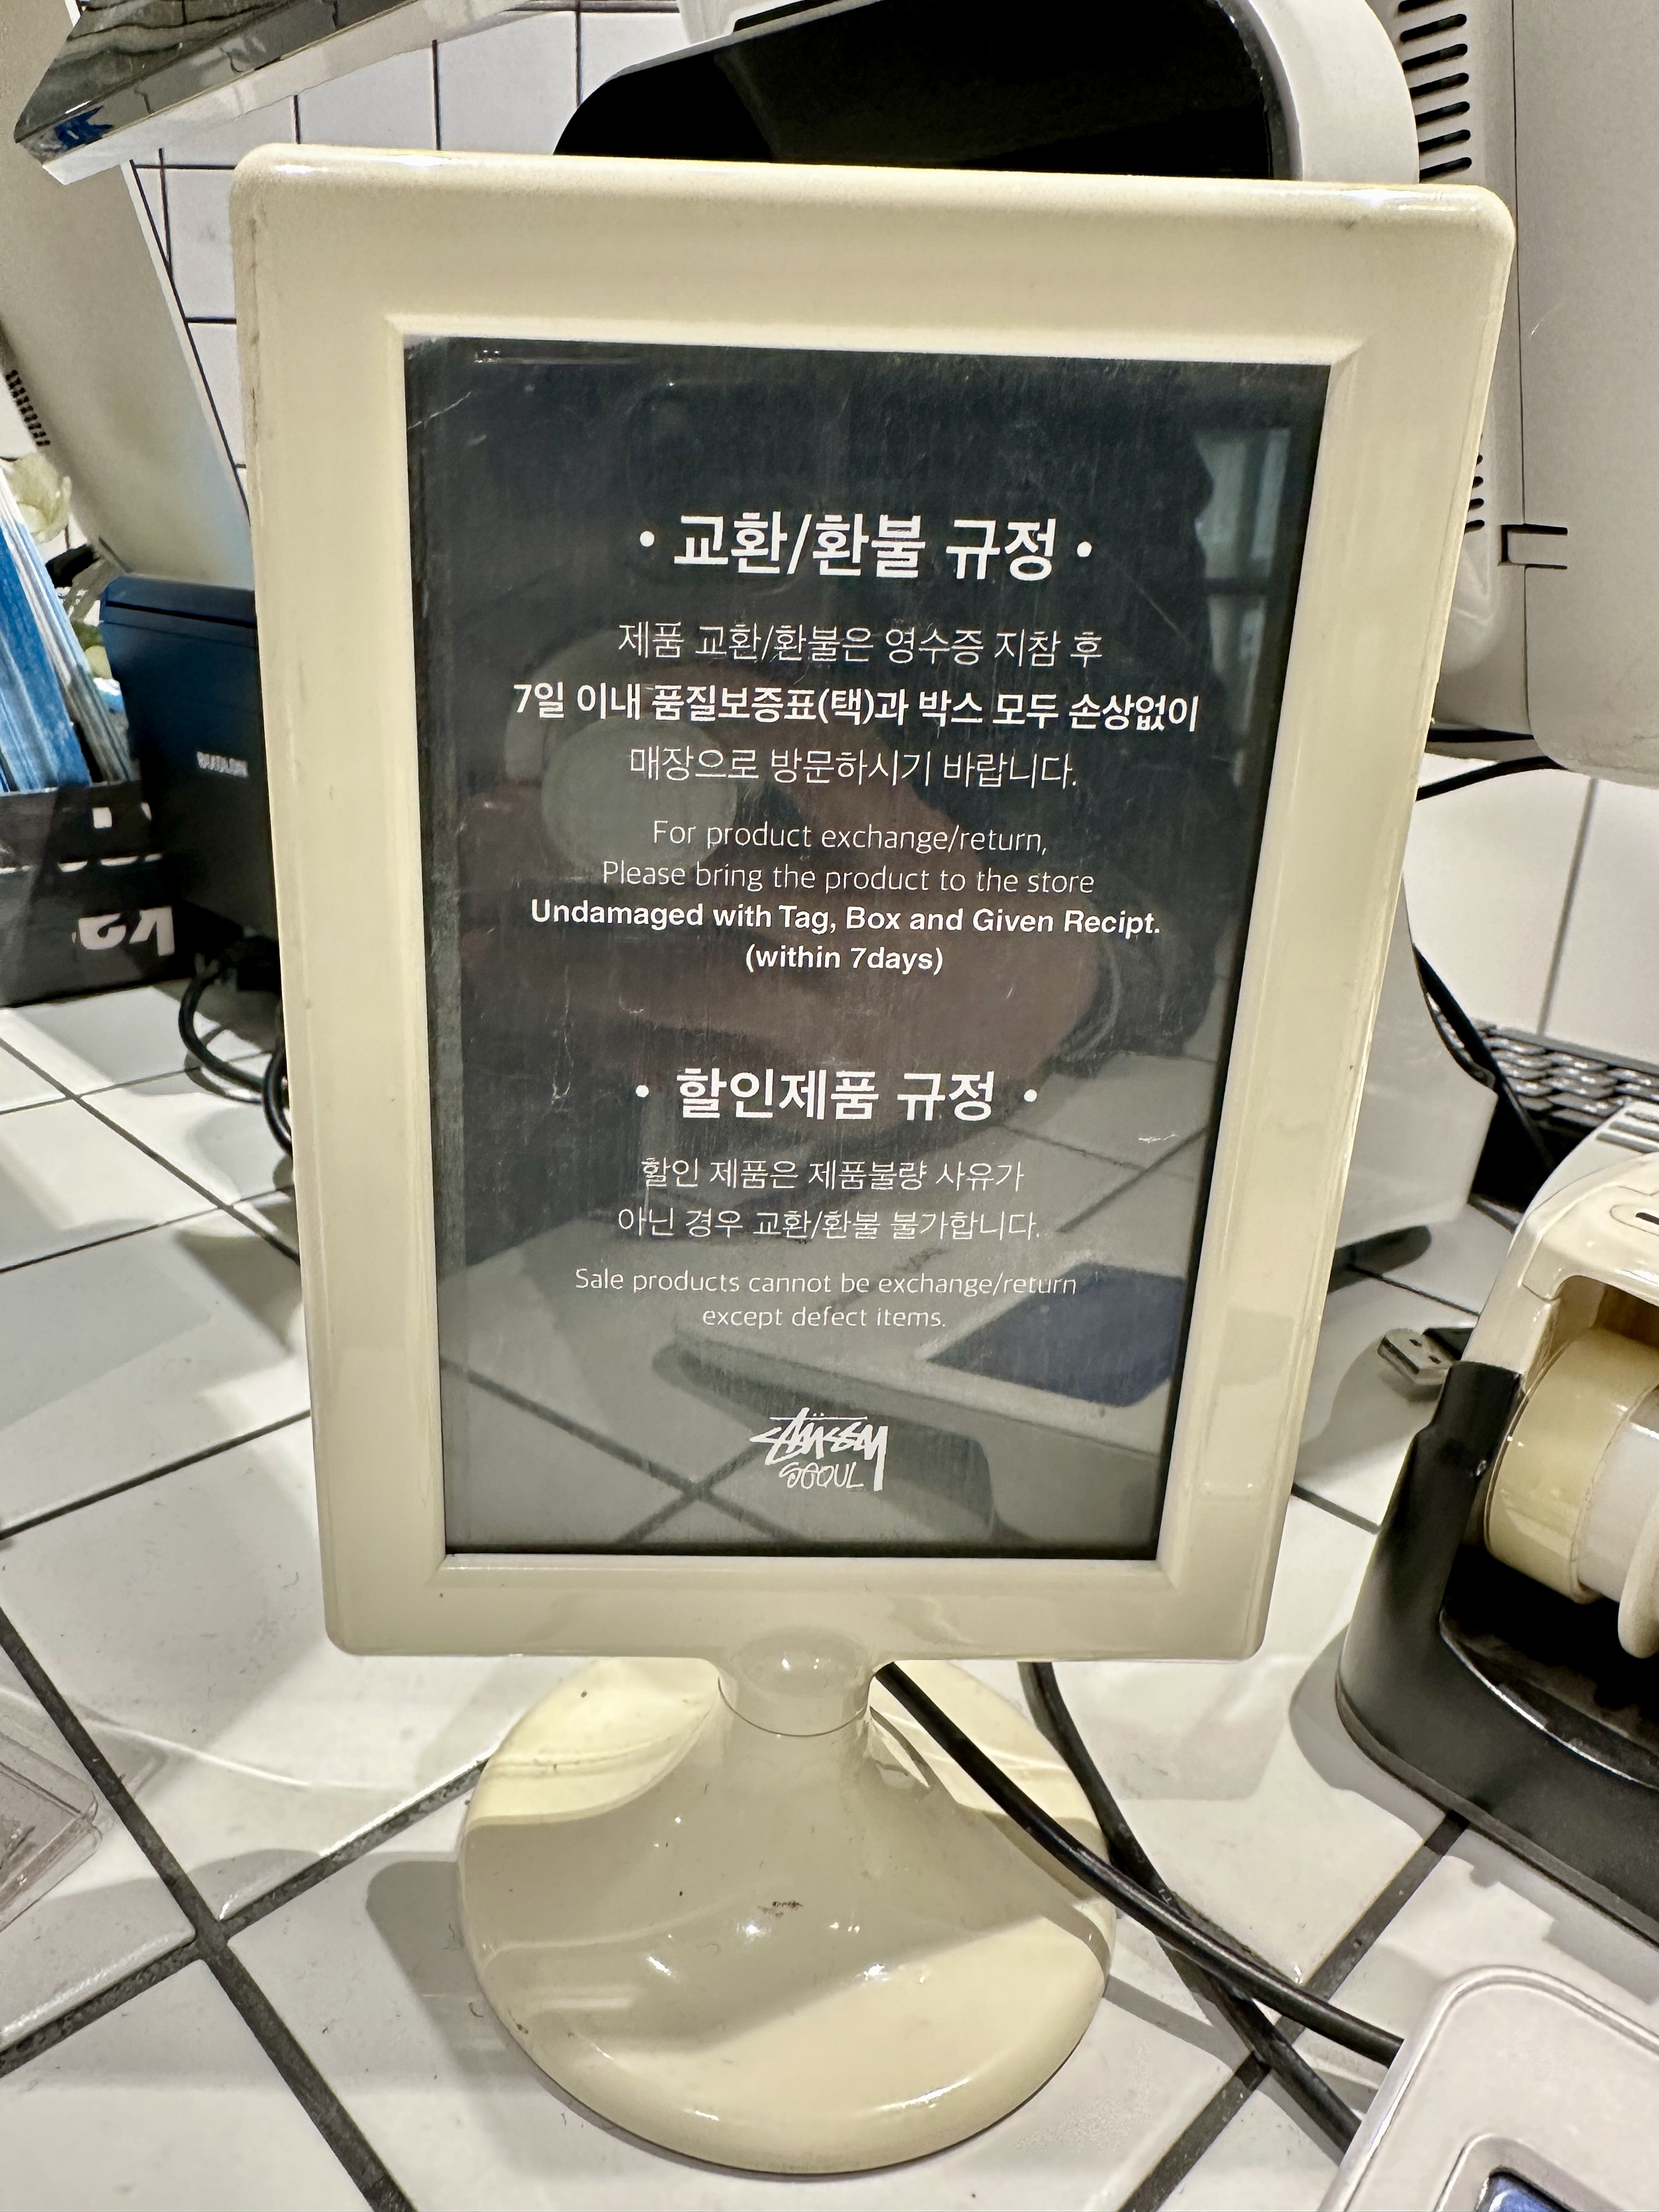 • 교환/환불 규정 •
제품 교환/환불은 영수증 지참 후
7일 이내 품질보증표(택)과 박스 모두 손상없이
매장으로 방문하시기 바랍니다.
For product exchange/return,
Please bring the product to the store
Undamaged with Tag, Box and Given Recipt.
(within 7days)
• 할인제품 규정 •
할인 제품은 제품불량 사유가
아닌 경우 교환/환불 불가합니다.
Sale products cannot be exchange/return
except defect items.
STÜSSY
SEOUL